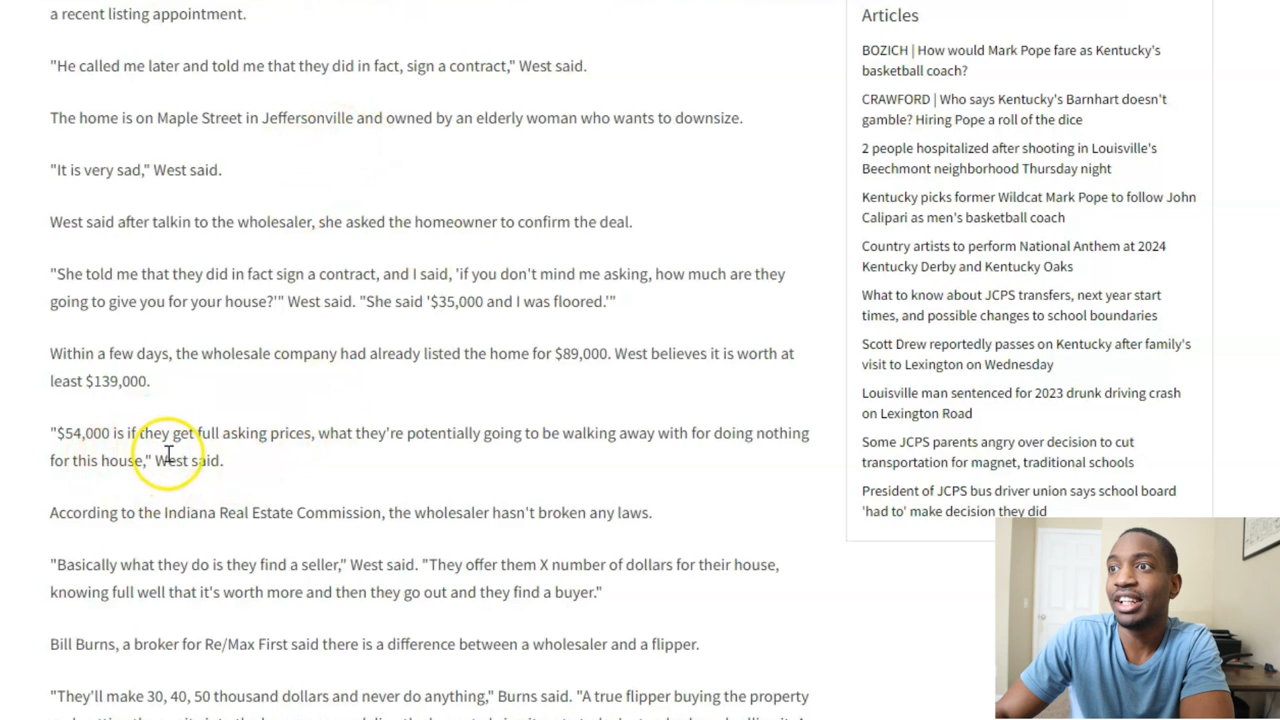 a recent listing appointment.
"He called me later and told me that they did in fact, sign a contract," West said.
The home is on Maple Street in Jeffersonville and owned by an elderly woman who wants to downsize.
"It is very sad," West said.
West said after talkin to the wholesaler, she asked the homeowner to confirm the deal.
"She told me that they did in fact sign a contract, and I said, 'if you don't mind me asking, how much are they
going to give you for your house?'" West said. "She said '$35,000 and I was floored.'"
Within a few days, the wholesale company had already listed the home for $89,000. West believes it is worth at
least $139,000.
"$54,000 is if they get full asking prices, what they're potentially going to be walking away with for doing nothing
for this house," West said.
According to the Indiana Real Estate Commission, the wholesaler hasn't broken any laws.
"Basically what they do is they find a seller," West said. "They offer them X number of dollars for their house,
knowing full well that it's worth more and then they go out and they find a buyer."
Bill Burns, a broker for Re/Max First said there is a difference between a wholesaler and a flipper.
"They'll make 30, 40, 50 thousand dollars and never do anything," Burns said. "A true flipper buying the property
Articles
BOZICH | How would Mark Pope fare as Kentucky's
basketball coach?
CRAWFORD | Who says Kentucky's Barnhart doesn't
gamble? Hiring Pope a roll of the dice
2 people hospitalized after shooting in Louisville's
Beechmont neighborhood Thursday night
Kentucky picks former Wildcat Mark Pope to follow John
Calipari as men's basketball coach
Country artists to perform National Anthem at 2024
Kentucky Derby and Kentucky Oaks
What to know about JCPS transfers, next year start
times, and possible changes to school boundaries
Scott Drew reportedly passes on Kentucky after family's
visit to Lexington on Wednesday
Louisville man sentenced for 2023 drunk driving crash
on Lexington Road
Some JCPS parents angry over decision to cut
transportation for magnet, traditional schools
President of JCPS bus driver union says school board
'had to' make decision they did